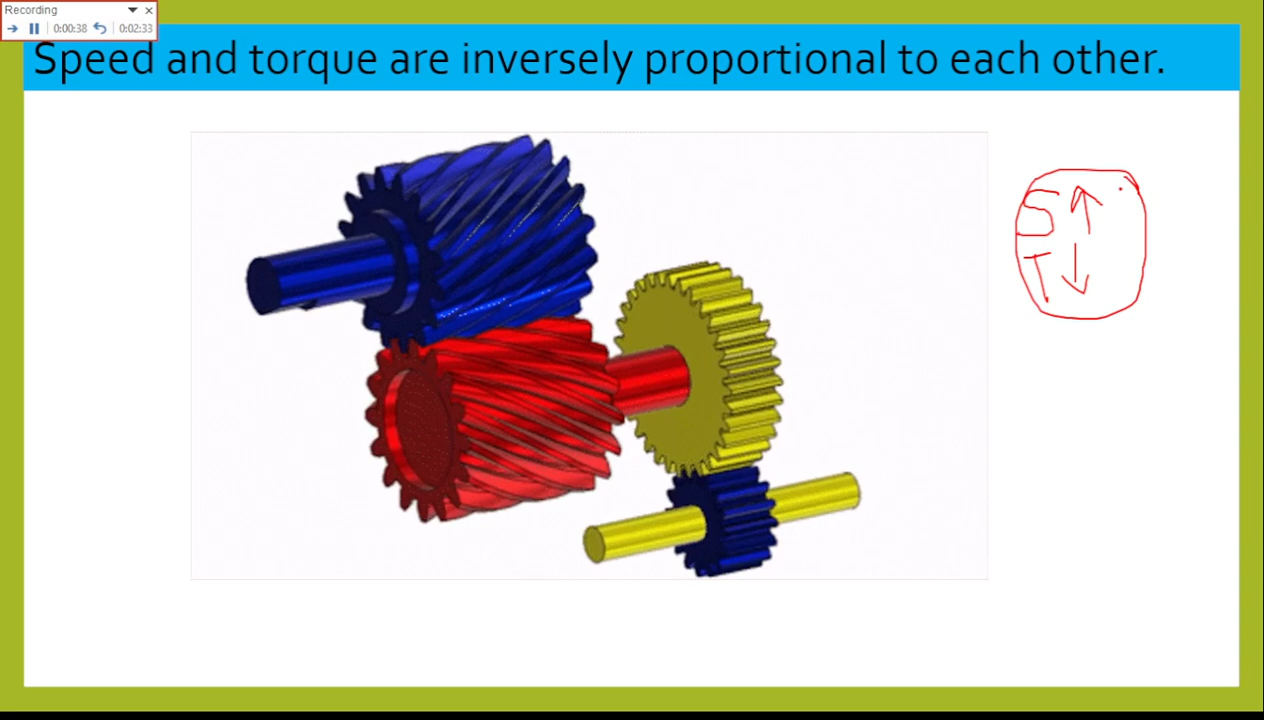 Recording
0:00:38 0:02:33
Speed and torque are inversely proportional to each other.
S ↑
T ↓